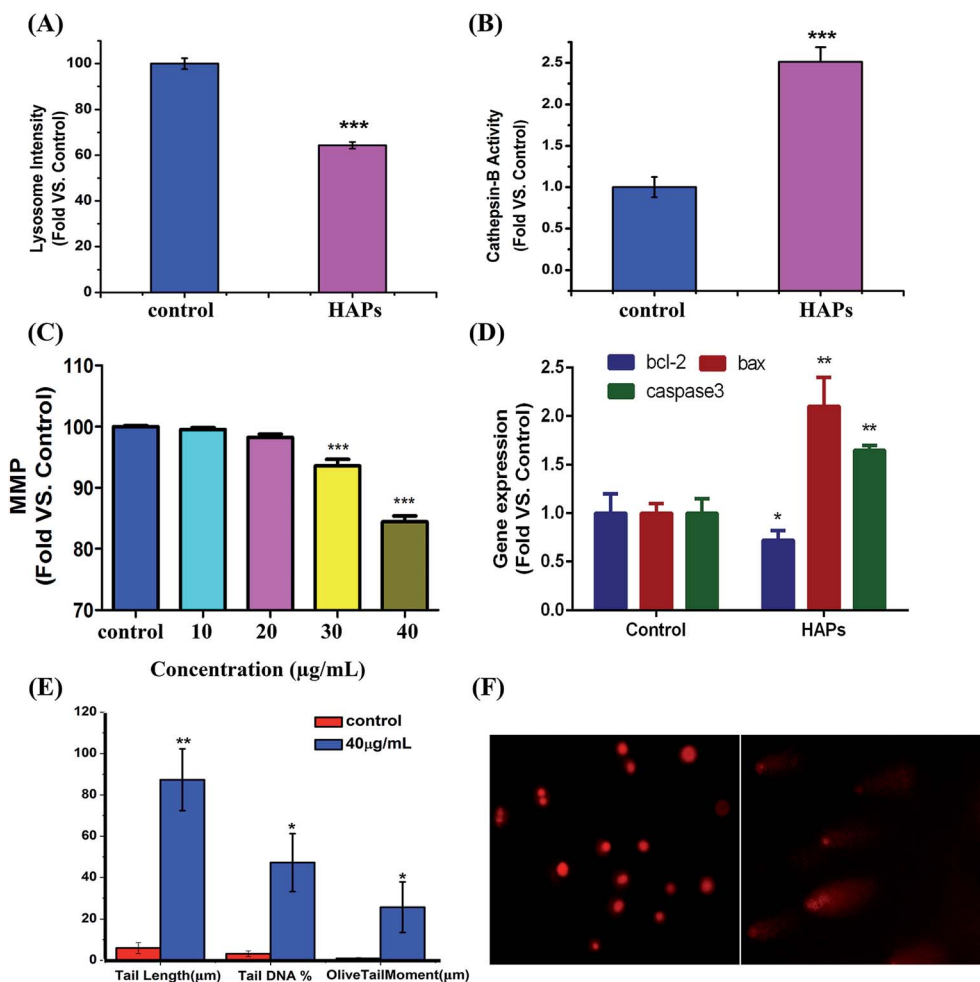 (A)
Lysosome Intensity
(Fold VS. Control)
100
80
60
40
20
0
***
control
HAPs
(B)
Cathepsin-B Activity
(Fold VS. Control)
2.5
2.0
1.5
1.0
0.5
0.0
***
control
HAPs
(C)
MMP
(Fold VS. Control)
110
100
90
80
70
***
***
control 10 20 30 40
Concentration (μg/mL)
(D)
bcl-2 bax
caspase3
Gene expression
(Fold VS. Control)
2.5
2.0
1.5
1.0
0.5
0.0
*
**
**
Control
HAPs
(E)
control
40μg/mL
120
100
80
60
40
20
0
**
*
*
Tail Length(μm) Tail DNA % OliveTailMoment(μm)
(F)